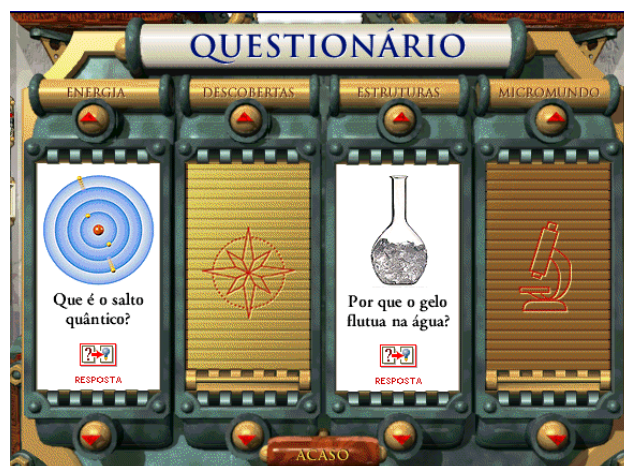 QUESTIONÁRIO
ENERGIA
DESCOBERTAS
ESTRUTURAS
MICROMUNDO
Que é o salto
quântico?
RESPOSTA
Por que o gelo
flutua na água?
RESPOSTA
ACASO